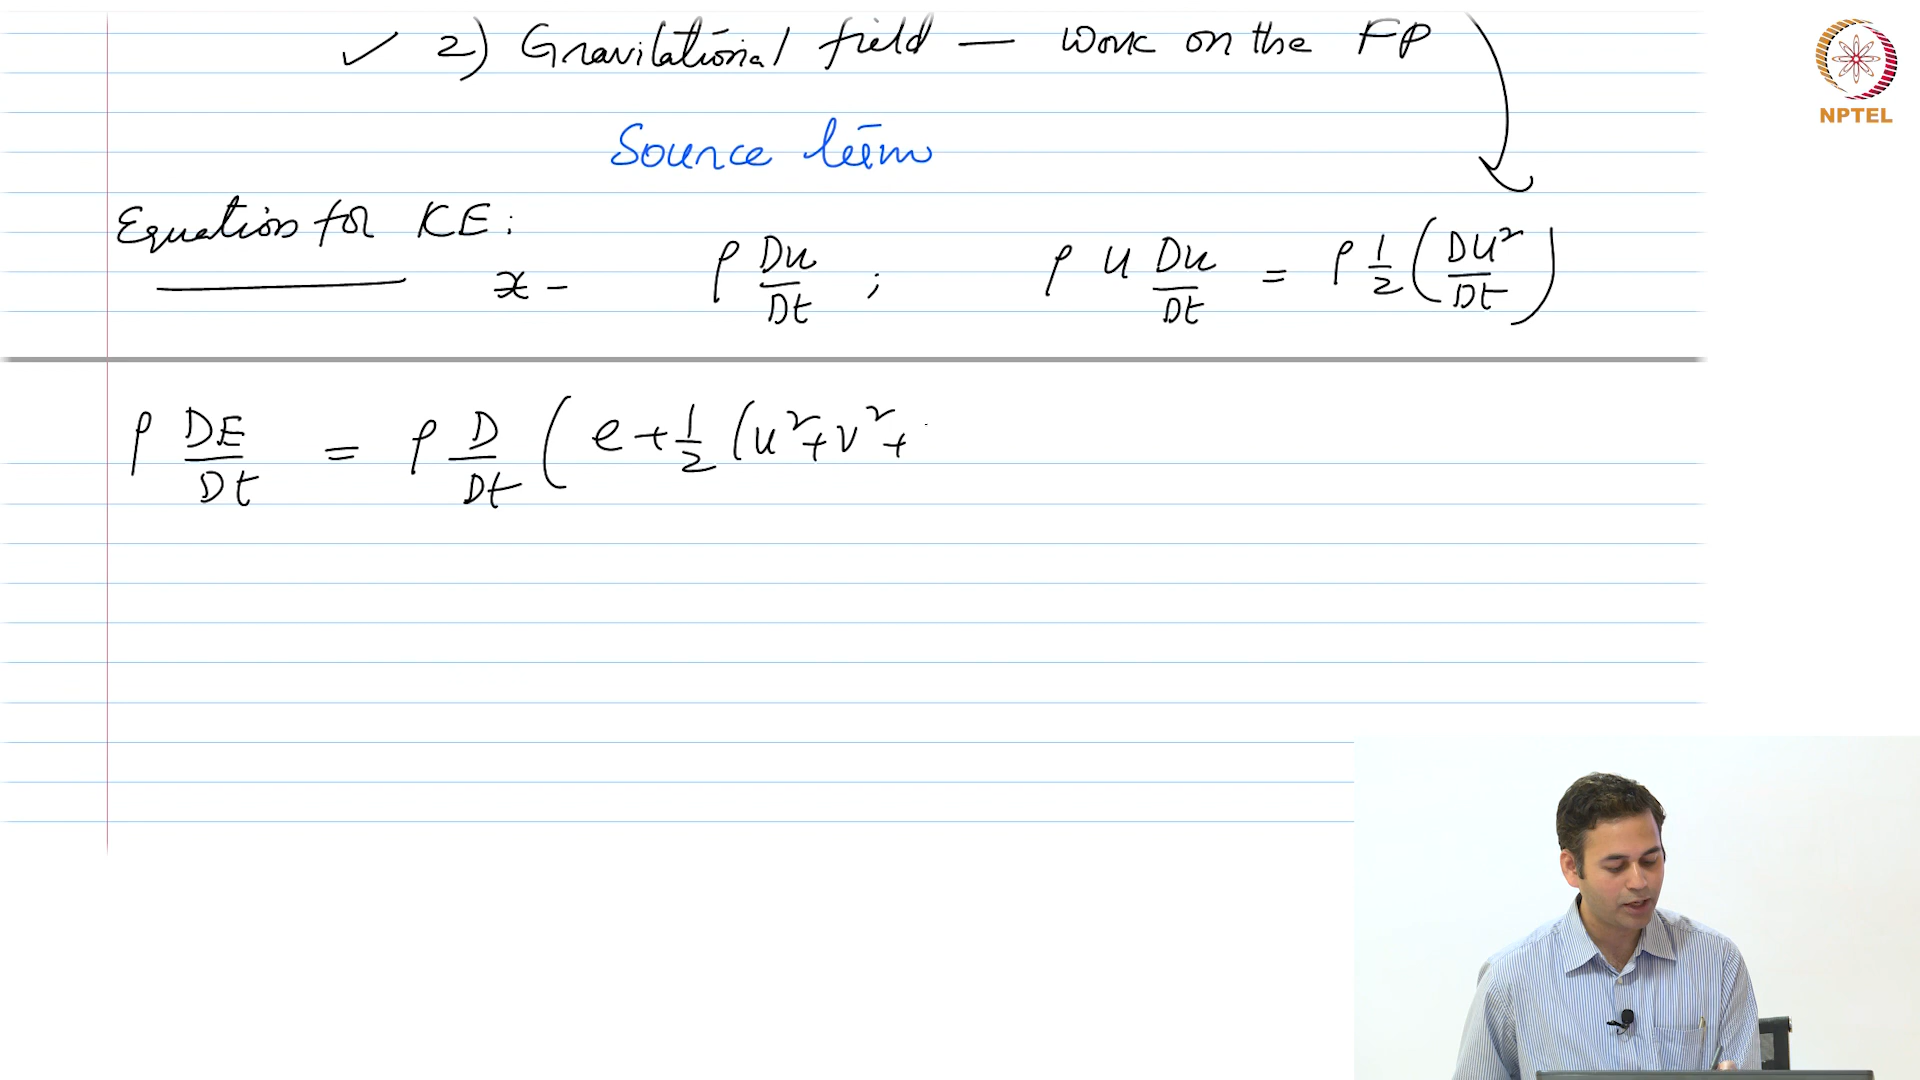 ✓ 2) Gravitational field — work on the FP
NPTEL
Source term
Equation for KE:
x - ρ Du/Dt ; ρ u Du/Dt = ρ 1/2 (Du²/Dt)
ρ DE/Dt = ρ D/Dt ( e + 1/2 (u² + v² +